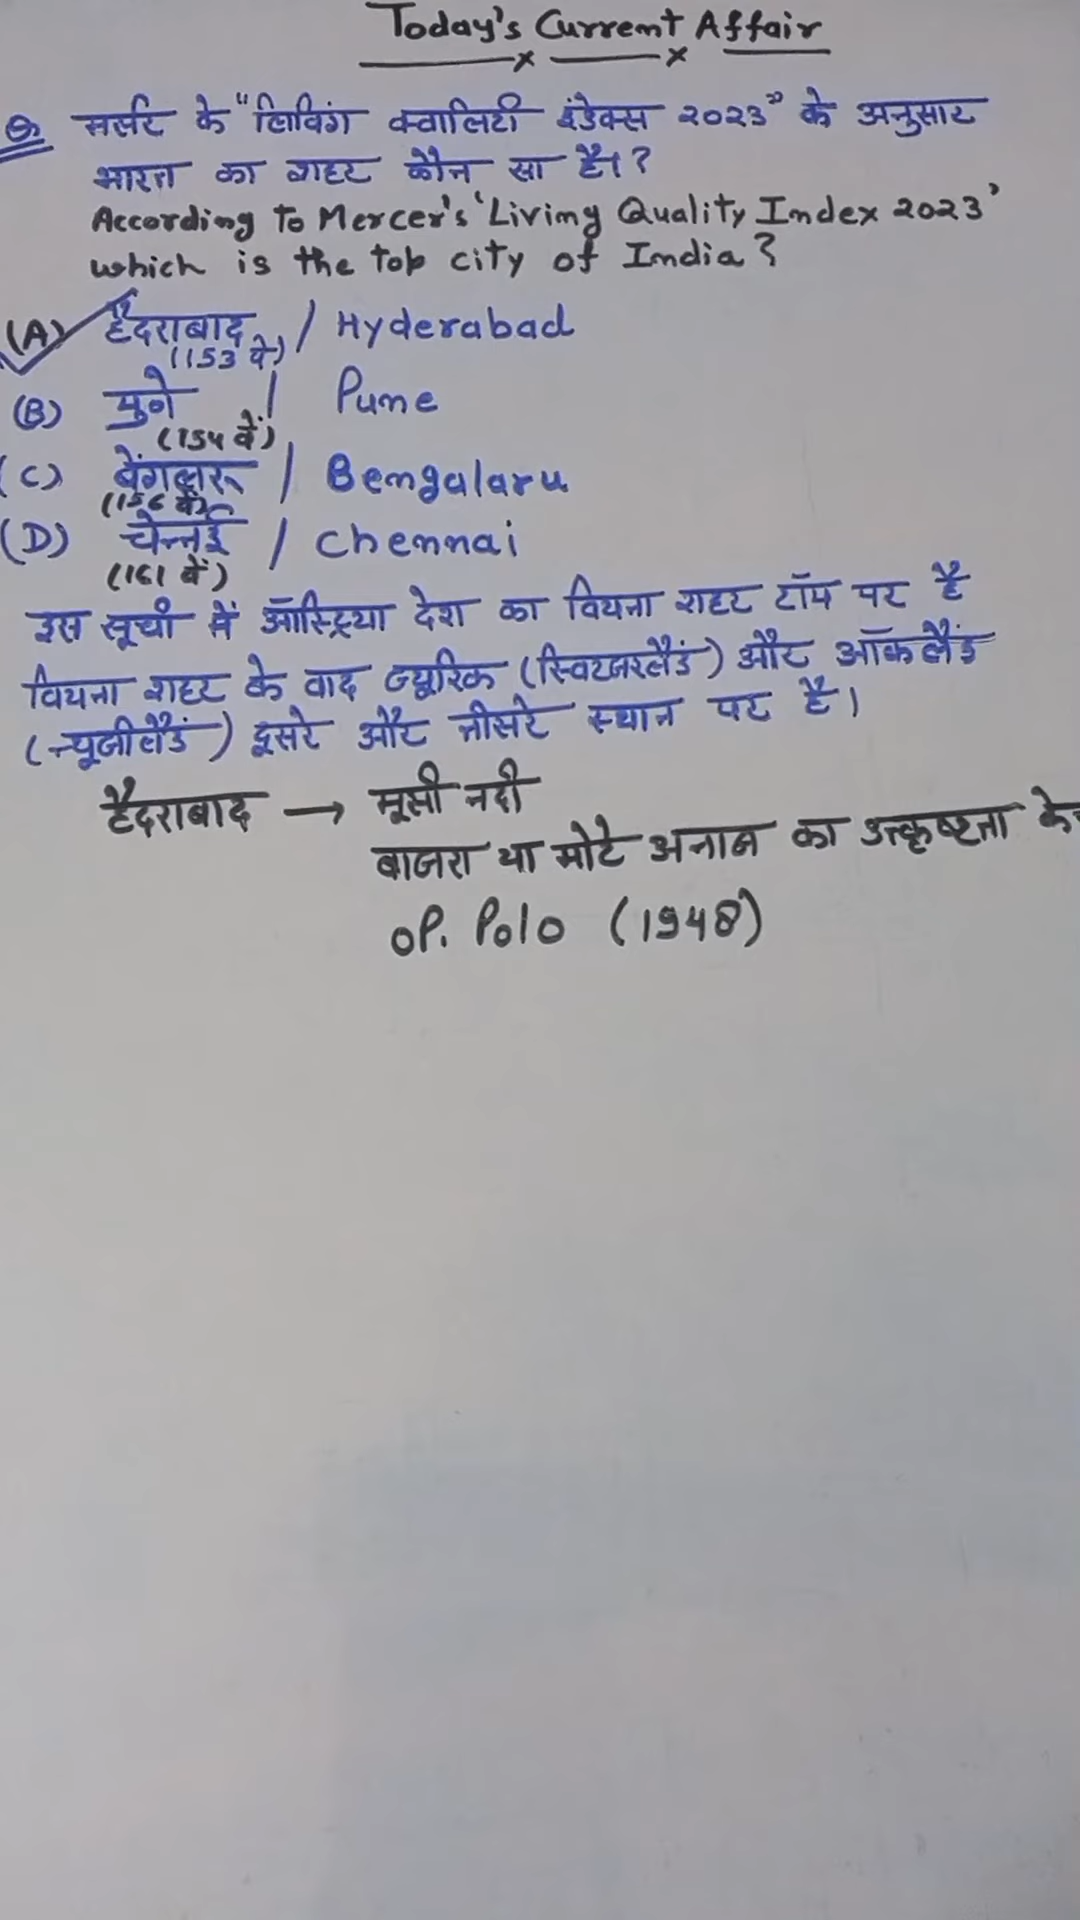 Today's Current Affair
Q मर्सर के "लिविंग क्वालिटी इंडेक्स 2023" के अनुसार
भारत का शहर कौन सा है।?
According To Mercer's 'Living Quality Index 2023'
which is the top city of India?
(A) हैदराबाद / Hyderabad
(153 वे)
(B) पुणे / Pune
(154 वें)
(C) बेंगलुरू / Bengalaru
(156 वें)
(D) चेन्नई / Chennai
(161 वें)
इस सूची में ऑस्ट्रिया देश का वियना शहर टॉप पर है
वियना शहर के बाद ज्यूरिक (स्विटजरलैंड) और ऑकलैंड
(न्यूजीलैंड) दूसरे और तीसरे स्थान पर है।
हैदराबाद → मूसी नदी
बाजरा या मोटे अनाज का उत्कृष्टता
OP. Polo (1948)